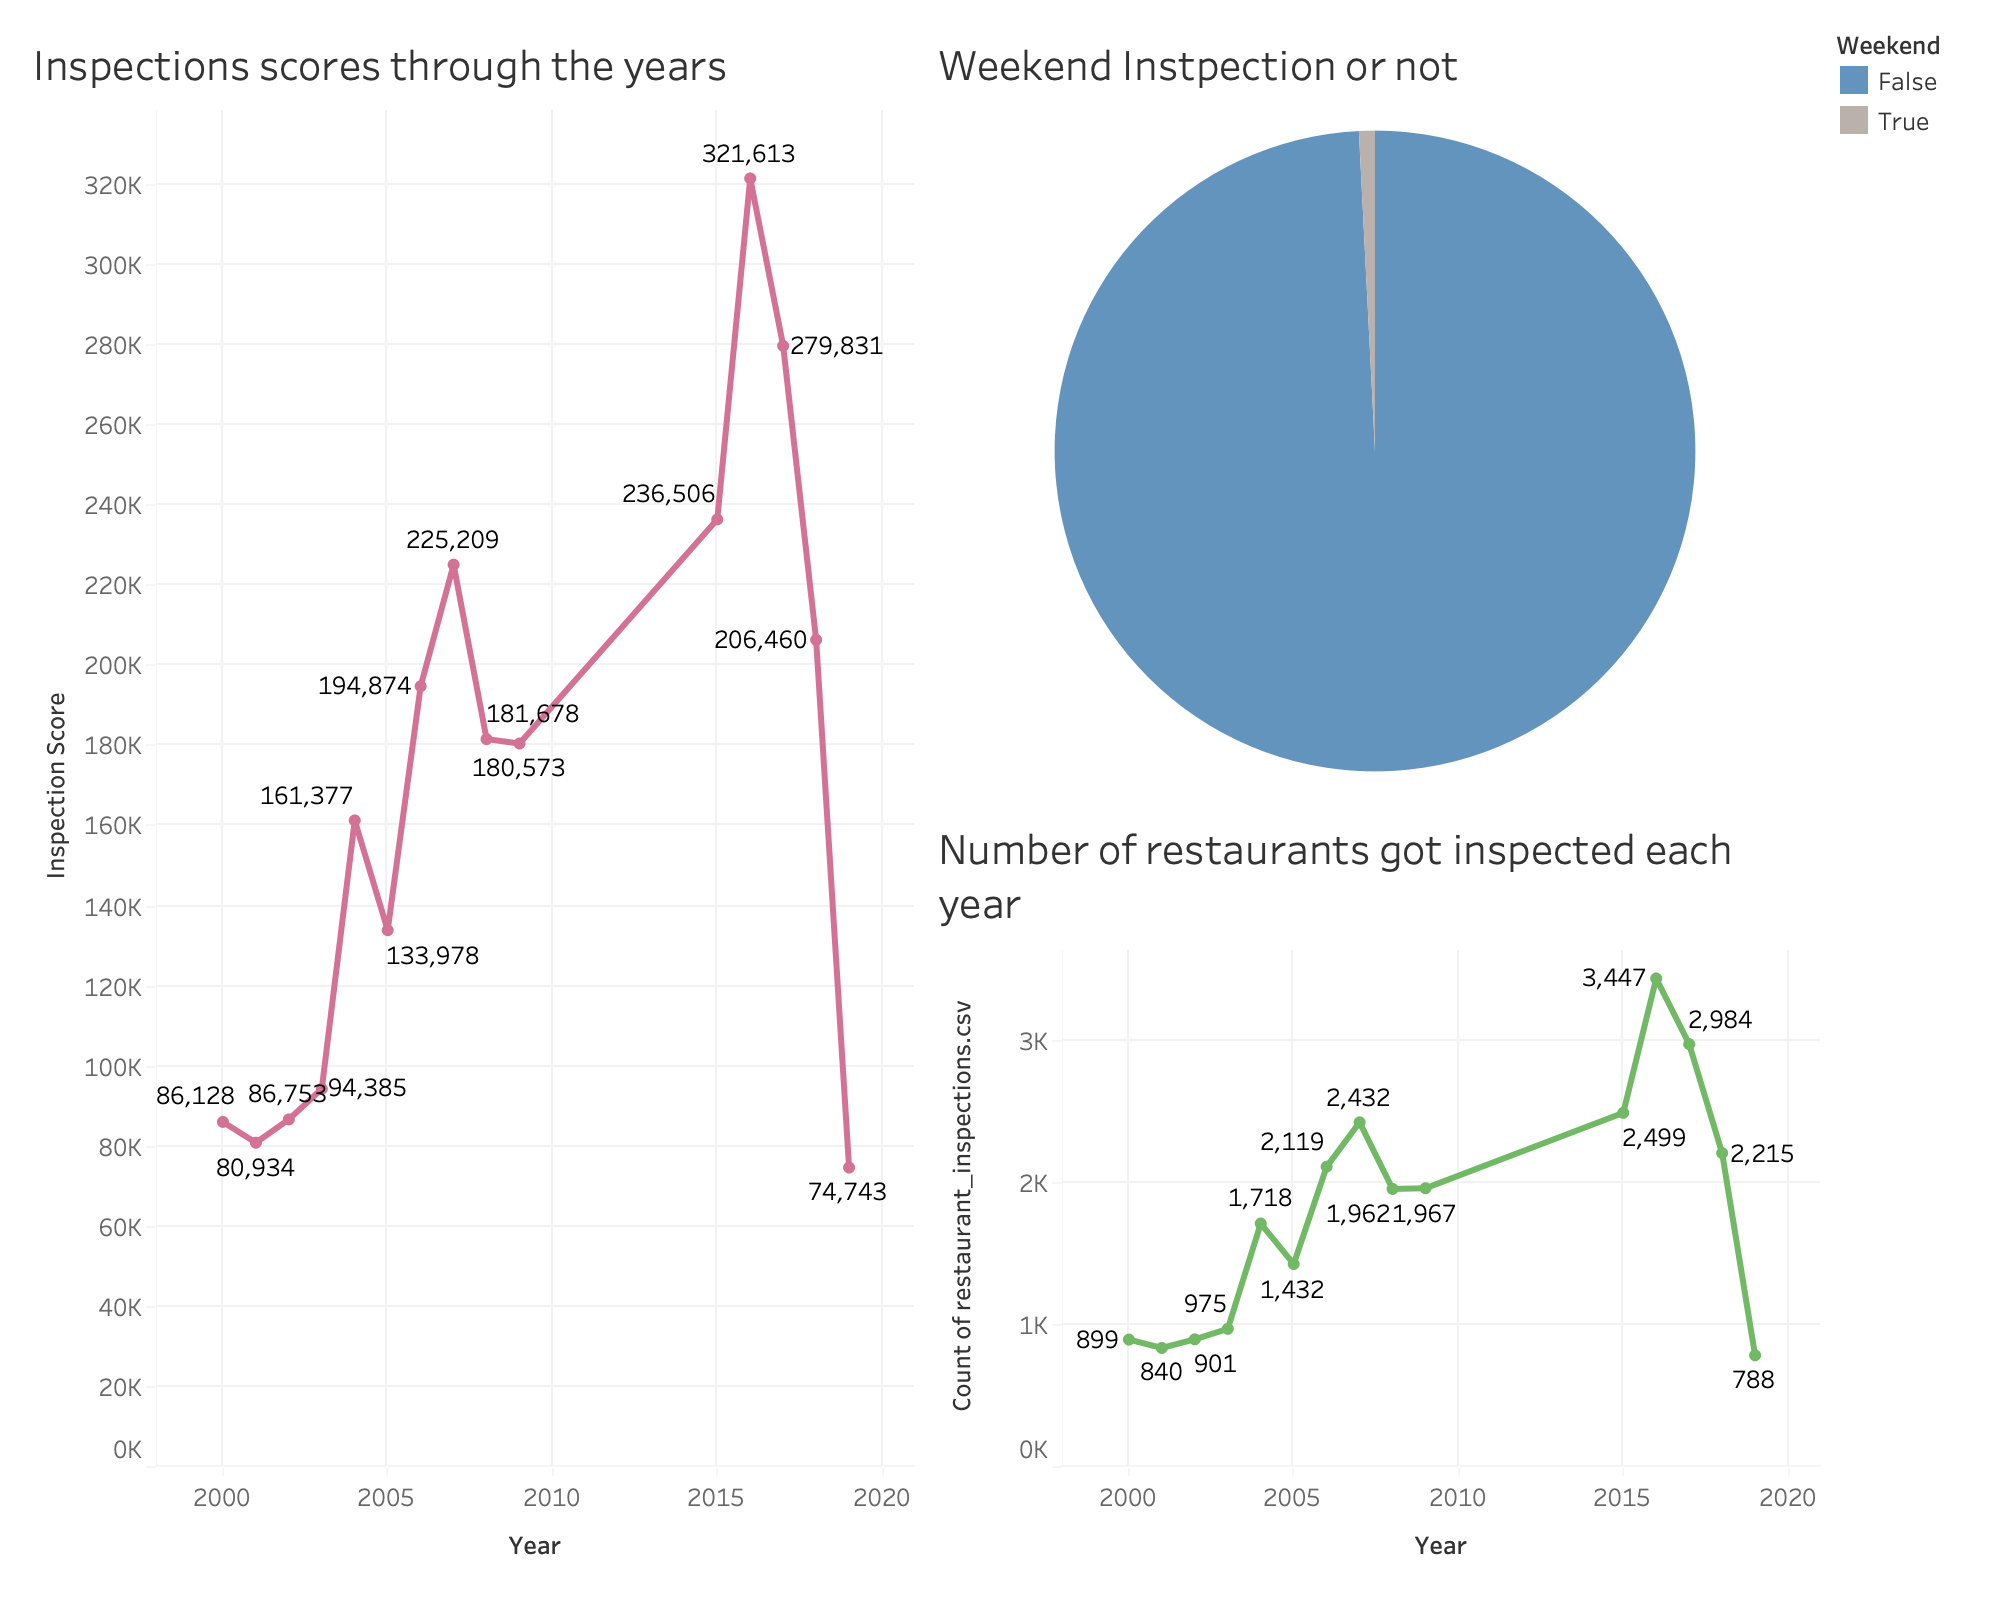 Inspections scores through the years
320K
300K
280K
260K
240K
220K
200K
180K
160K
140K
120K
100K
80K
60K
40K
20K
0K
Inspection Score
86,128
80,934
86,753
94,385
161,377
133,978
194,874
225,209
181,678
180,573
236,506
321,613
279,831
206,460
74,743
2000
2005
2010
2015
2020
Year
Weekend Instpection or not
Weekend
False
True
Number of restaurants got inspected each
year
3K
2K
1K
0K
Count of restaurant_inspections.csv
899
840
901
975
1,718
1,432
2,119
2,432
1,962
1,967
2,499
3,447
2,984
2,215
788
2000
2005
2010
2015
2020
Year